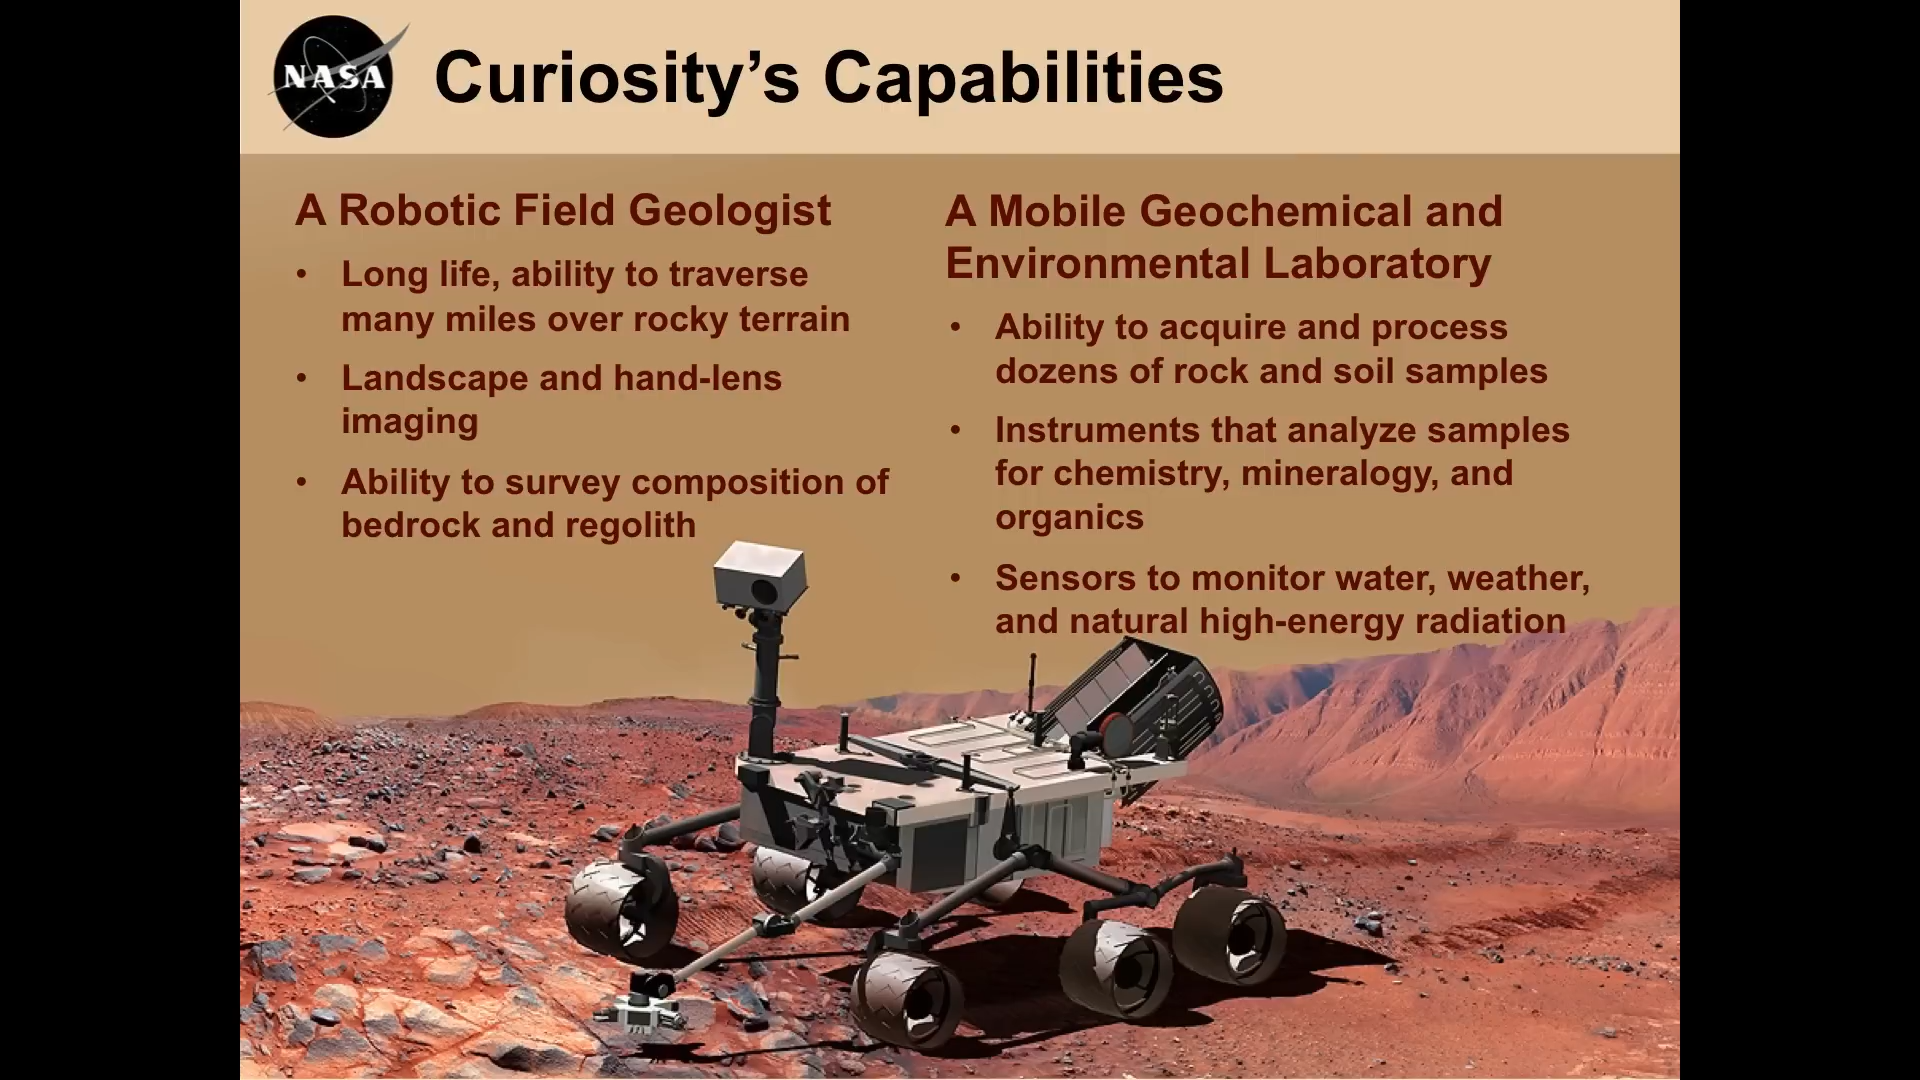 NASA
Curiosity’s Capabilities
A Robotic Field Geologist
• Long life, ability to traverse
many miles over rocky terrain
• Landscape and hand-lens
imaging
• Ability to survey composition of
bedrock and regolith
A Mobile Geochemical and
Environmental Laboratory
• Ability to acquire and process
dozens of rock and soil samples
• Instruments that analyze samples
for chemistry, mineralogy, and
organics
• Sensors to monitor water, weather,
and natural high-energy radiation